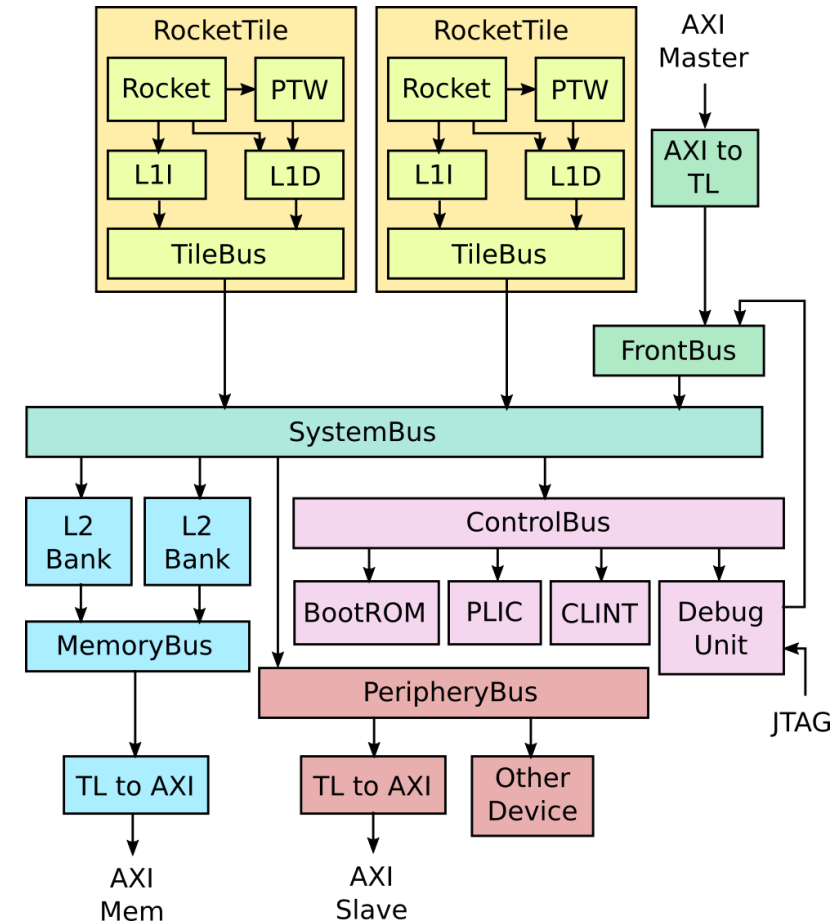 RocketTile
Rocket
PTW
L1I
L1D
TileBus
RocketTile
Rocket
PTW
L1I
L1D
TileBus
AXI
Master
AXI to
TL
FrontBus
SystemBus
L2
Bank
L2
Bank
MemoryBus
TL to AXI
AXI
Mem
ControlBus
BootROM
PLIC
CLINT
Debug
Unit
JTAG
PeripheryBus
TL to AXI
AXI
Slave
Other
Device